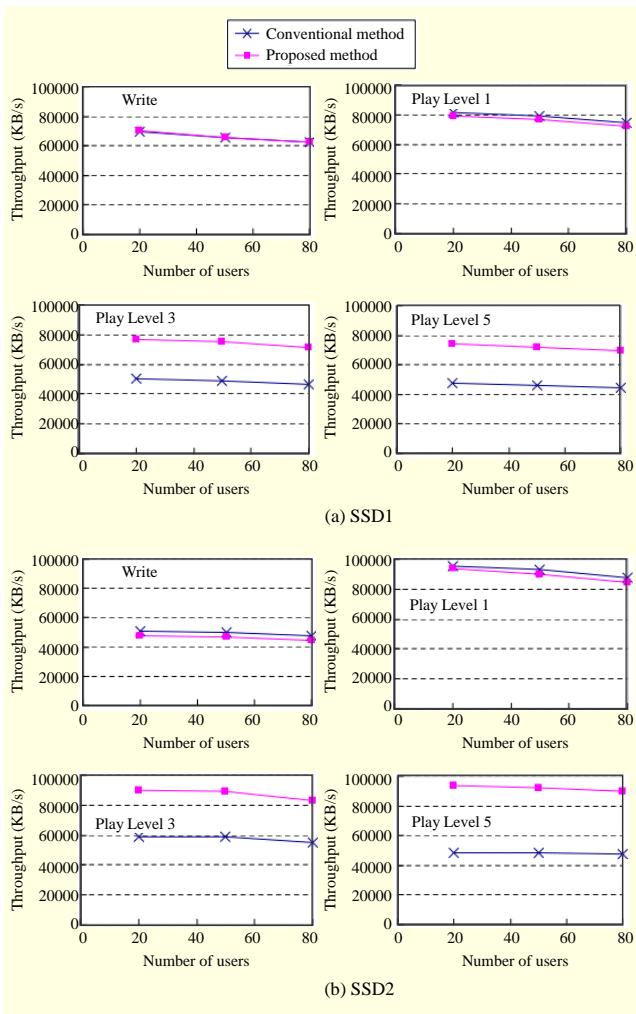 Conventional method
Proposed method
Write
Throughput (KB/s)
100000
80000
60000
40000
20000
0
0 20 40 60 80
Number of users
Play Level 1
Throughput (KB/s)
100000
80000
60000
40000
20000
0
0 20 40 60 80
Number of users
Play Level 3
Throughput (KB/s)
100000
80000
60000
40000
20000
0
0 20 40 60 80
Number of users
Play Level 5
Throughput (KB/s)
100000
80000
60000
40000
20000
0
0 20 40 60 80
Number of users
(a) SSD1
Write
Throughput (KB/s)
100000
80000
60000
40000
20000
0
0 20 40 60 80
Number of users
Play Level 1
Throughput (KB/s)
100000
80000
60000
40000
20000
0
0 20 40 60 80
Number of users
Play Level 3
Throughput (KB/s)
100000
80000
60000
40000
20000
0
0 20 40 60 80
Number of users
Play Level 5
Throughput (KB/s)
100000
80000
60000
40000
20000
0
0 20 40 60 80
Number of users
(b) SSD2